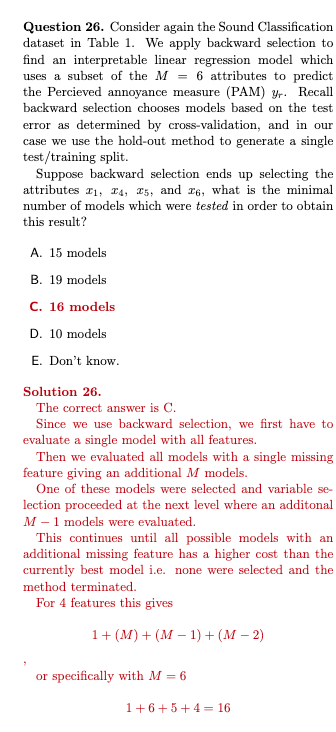 Question 26. Consider again the Sound Classification
dataset in Table 1. We apply backward selection to
find an interpretable linear regression model which
uses a subset of the M = 6 attributes to predict
the Percieved annoyance measure (PAM) yᵣ. Recall
backward selection chooses models based on the test
error as determined by cross-validation, and in our
case we use the hold-out method to generate a single
test/training split.
Suppose backward selection ends up selecting the
attributes x₁, x₄, x₅, and x₆, what is the minimal
number of models which were tested in order to obtain
this result?
A. 15 models
B. 19 models
C. 16 models
D. 10 models
E. Don't know.
Solution 26.
The correct answer is C.
Since we use backward selection, we first have to
evaluate a single model with all features.
Then we evaluated all models with a single missing
feature giving an additional M models.
One of these models were selected and variable se-
lection proceeded at the next level where an additonal
M − 1 models were evaluated.
This continues until all possible models with an
additional missing feature has a higher cost than the
currently best model i.e. none were selected and the
method terminated.
For 4 features this gives
1 + (M) + (M − 1) + (M − 2)
,
or specifically with M = 6
1 + 6 + 5 + 4 = 16